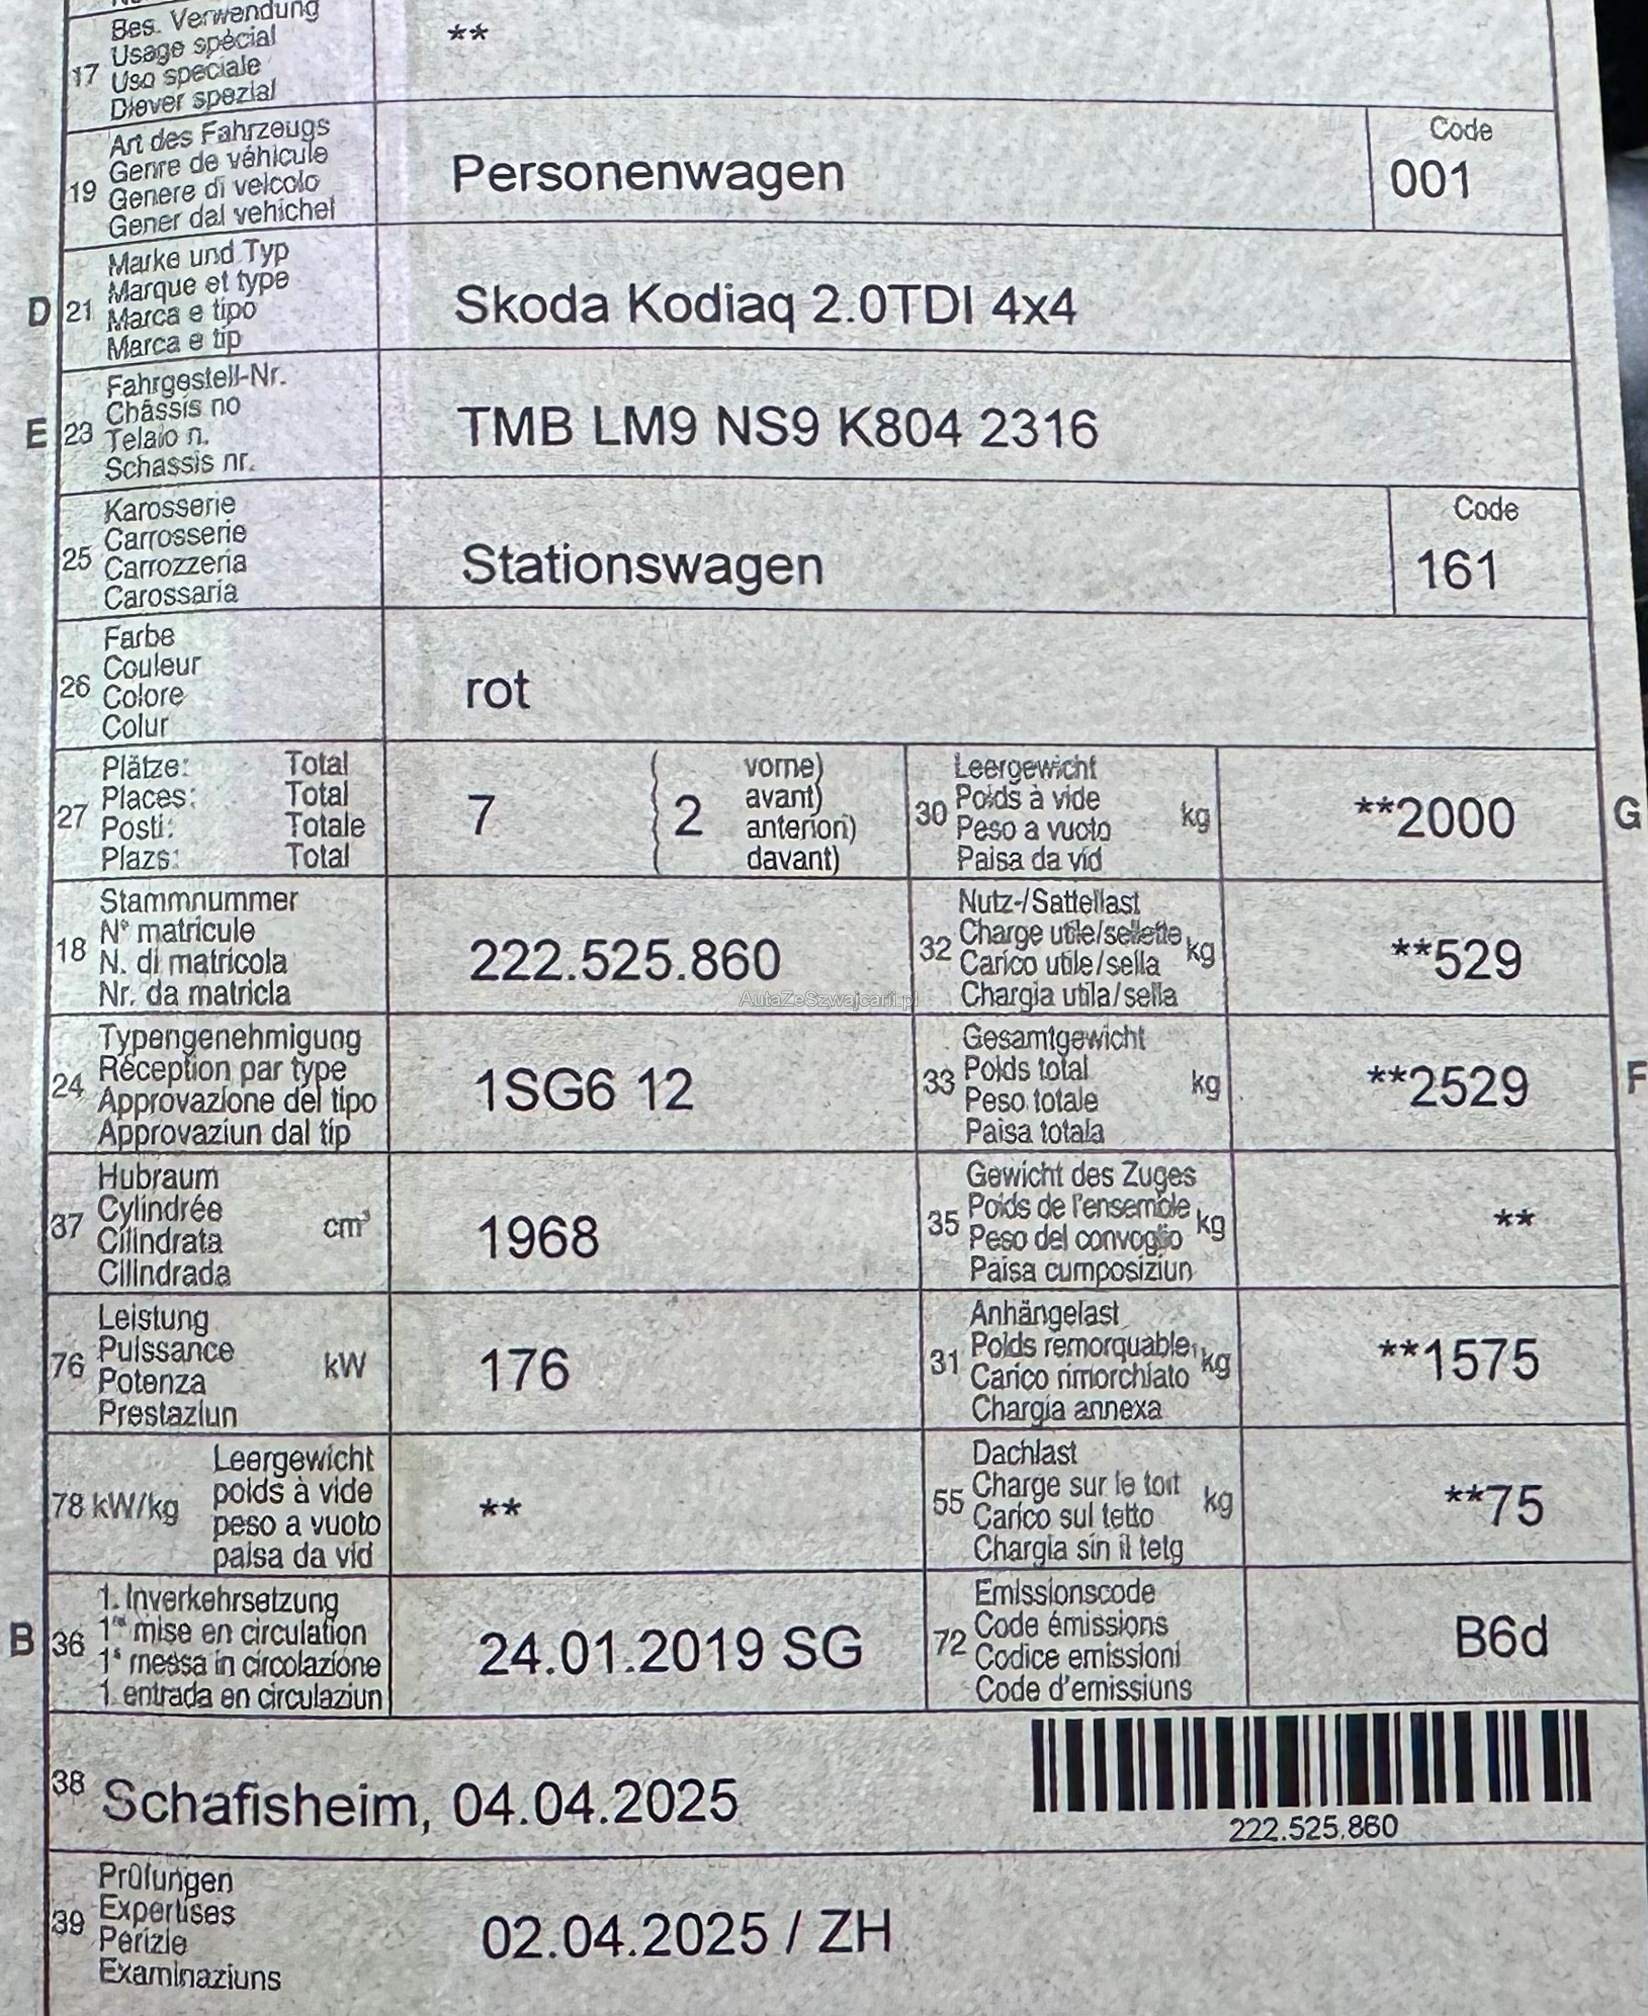 Bes. Verwendung
17 Usage spécial
Uso speciale
Diever spezial
**
Art des Fahrzeugs
19 Genre de véhicule
Genere di veicolo
Gener dal vehichel
Personenwagen
Code
001
D 21 Marke und Typ
Marque et type
Marca e tipo
Marca e tip
Skoda Kodiaq 2.0TDI 4x4
E 23 Fahrgestell-Nr.
Châssis no
Telaio n.
Schassis nr.
TMB LM9 NS9 K804 2316
25 Karosserie
Carrosserie
Carrozzeria
Carossaria
Stationswagen
Code
161
26 Farbe
Couleur
Colore
Colur
rot
27 Plätze: Total
Places: Total
Posti: Totale
Plazs: Total
7 ( 2 vorne)
avant)
anteriori)
davant)
30 Leergewicht
Poids à vide
Peso a vuoto
Paisa da vid
kg
**2000 G
18 Stammnummer
N° matricule
N. di matricola
Nr. da matricla
222.525.860
32 Nutz-/Sattellast
Charge utile/sellette
Carico utile/sella
Chargia utila/sella
kg
**529
24 Typengenehmigung
Réception par type
Approvazione del tipo
Approvaziun dal tip
1SG6 12
33 Gesamtgewicht
Poids total
Peso totale
Paisa totala
kg
**2529 F
37 Hubraum
Cylindrée
Cilindrata
Cilindrada
cm³
1968
35 Gewicht des Zuges
Poids de l'ensemble
Peso del convoglio
Paisa cumposiziun
kg
**
76 Leistung
Puissance
Potenza
Prestaziun
kW
176
31 Anhängelast
Poids remorquable
Carico rimorchiato
Chargia annexa
kg
**1575
78 kW/kg Leergewicht
poids à vide
peso a vuoto
paisa da vid
**
55 Dachlast
Charge sur le toit
Carico sul tetto
Chargia sin il tetg
kg
**75
B 36 1. Inverkehrsetzung
1re mise en circulation
1a messa in circolazione
1. entrada en circulaziun
24.01.2019 SG
72 Emissionscode
Code émissions
Codice emissioni
Code d'emissiuns
B6d
38 Schafisheim, 04.04.2025
222.525.860
39 Prüfungen
Expertises
Perizie
Examinaziuns
02.04.2025 / ZH
AutaZeSzwajcarii.pl